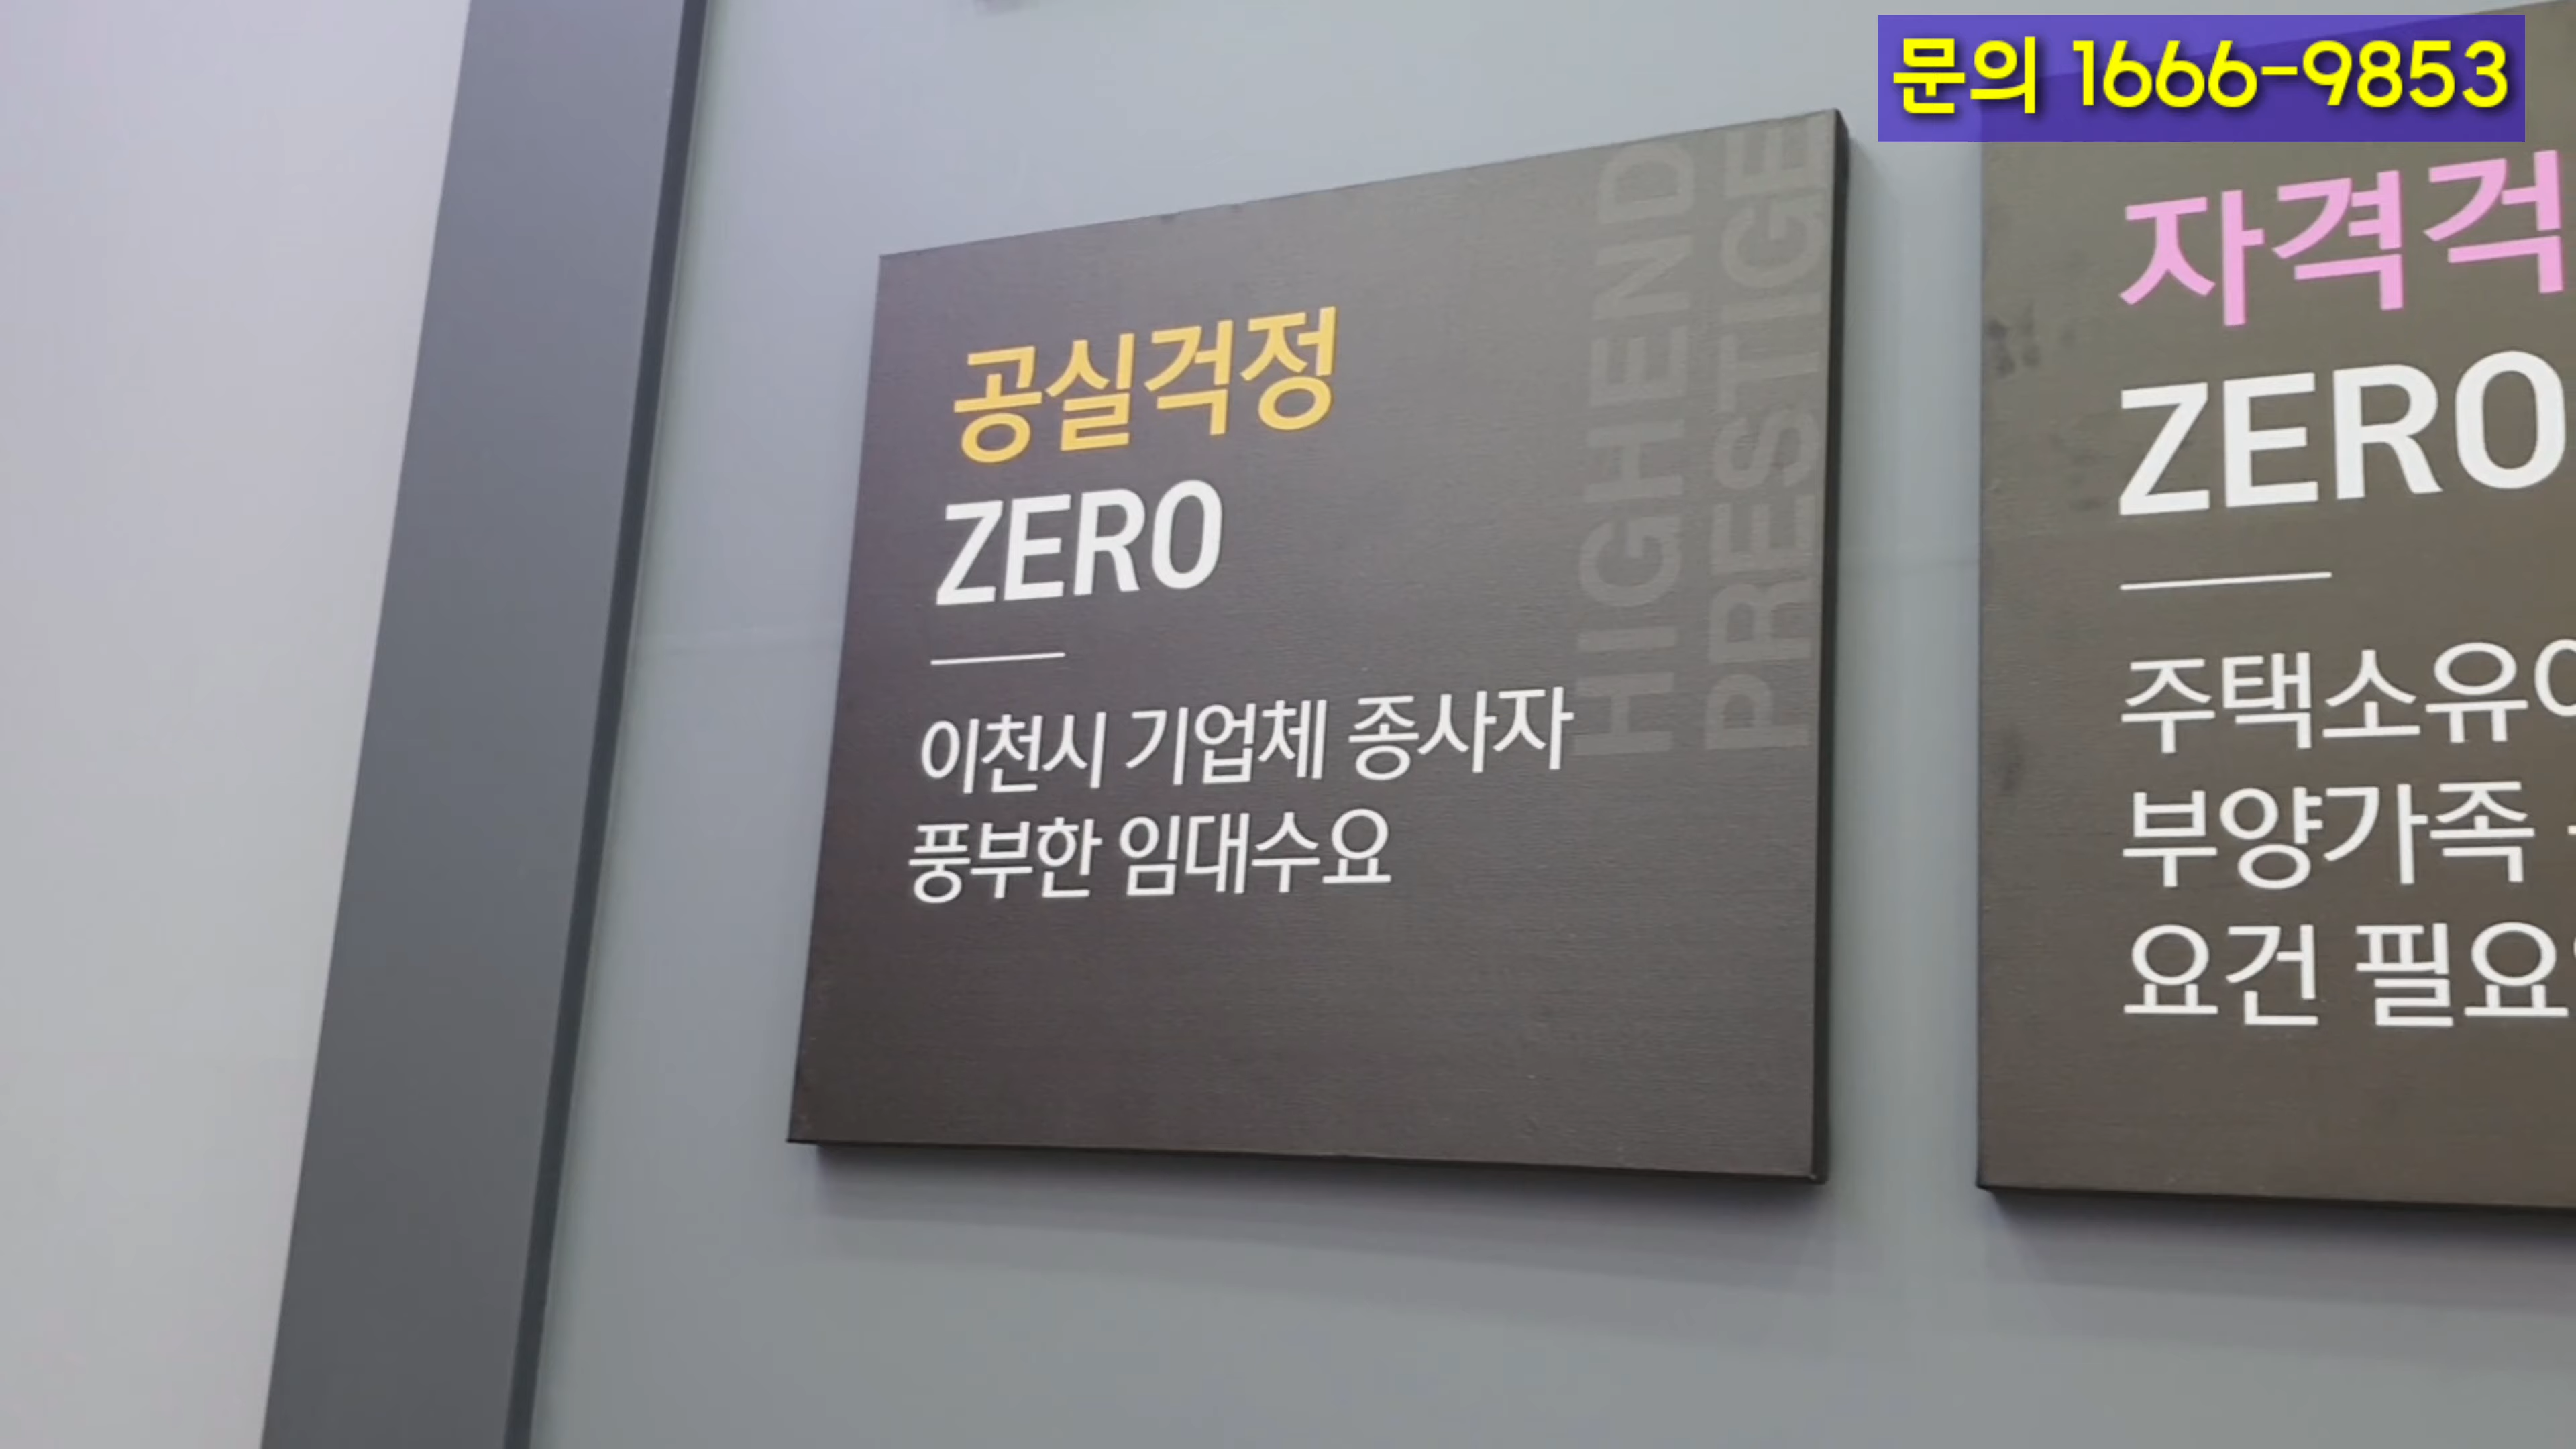 문의 1666-9853
공실걱정
ZERO
이천시 기업체 종사자
풍부한 임대수요
HIGHEND
PRESTIGE
자격걱
ZERO
주택소유
부양가족
요건 필요